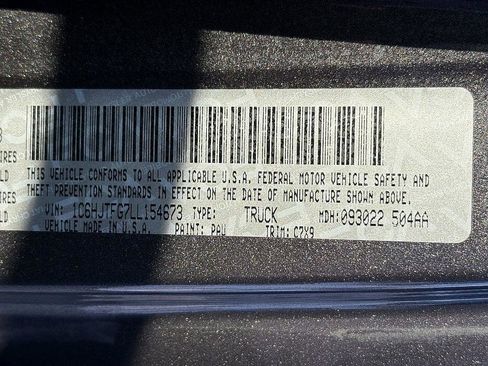 THIS VEHICLE CONFORMS TO ALL APPLICABLE U.S.A. FEDERAL MOTOR VEHICLE SAFETY AND
THEFT PREVENTION STANDARDS IN EFFECT ON THE DATE OF MANUFACTURE SHOWN ABOVE.
VIN: 1C6HJTFG7LL154673 TYPE: TRUCK MDH: 093022 504AA
VEHICLE MADE IN U.S.A. PAINT: PAU TRIM: C7X9